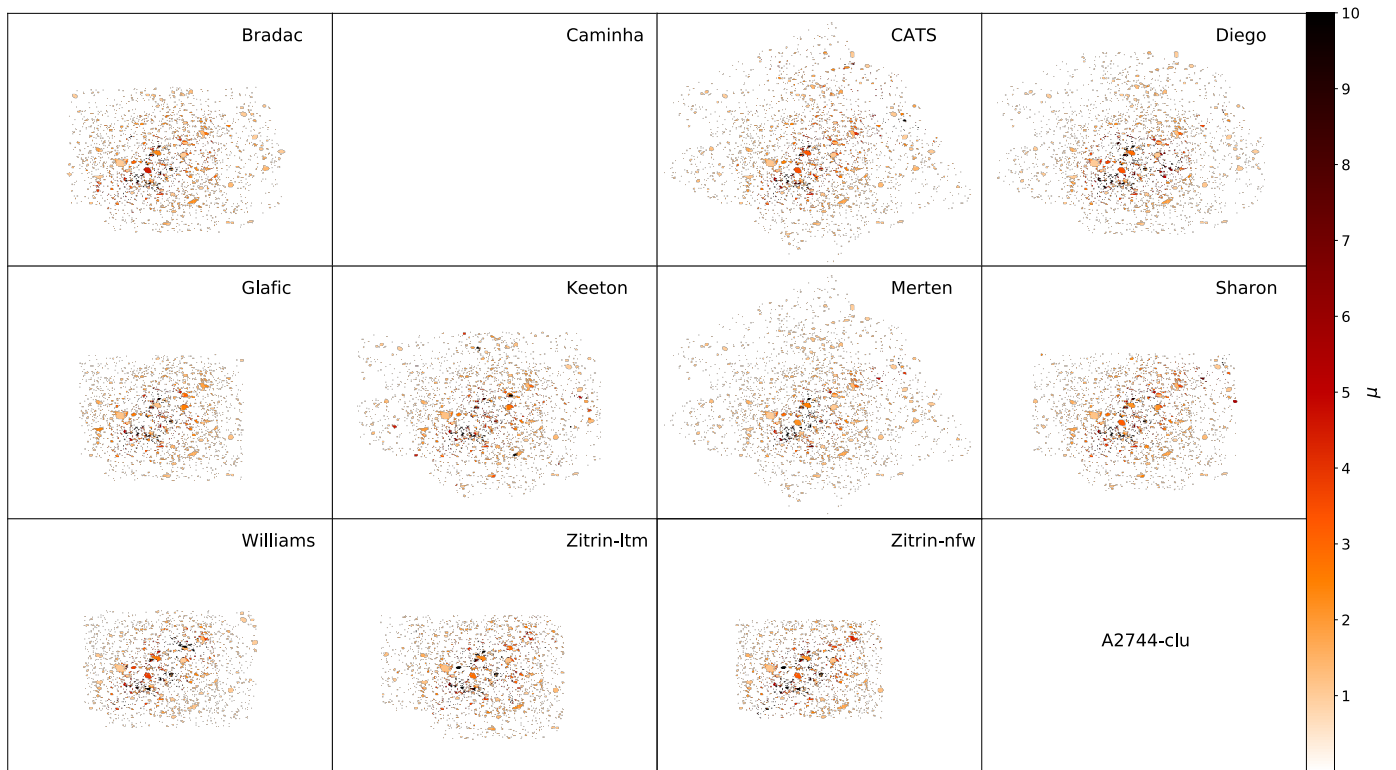 Bradac
Caminha
CATS
Diego
Glafic
Keeton
Merten
Sharon
Williams
Zitrin-ltm
Zitrin-nfw
A2744-clu
10
9
8
7
6
5
4
3
2
1
μ